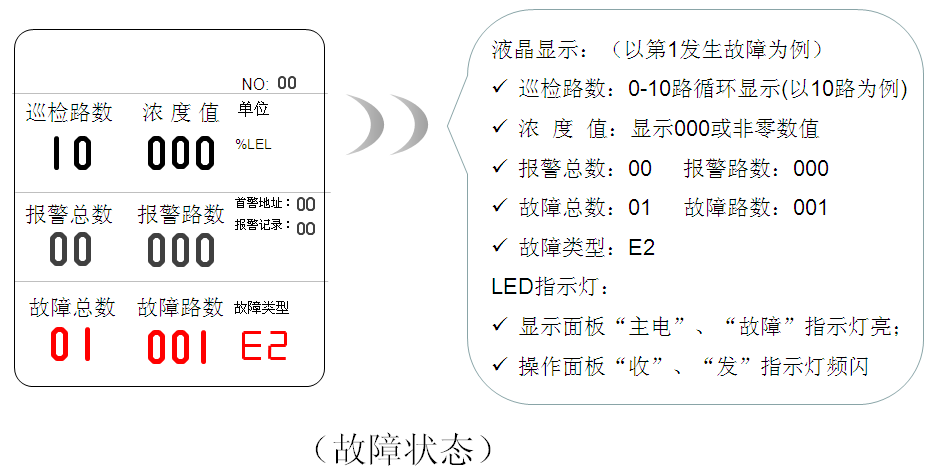 NO: 00
巡检路数 浓 度 值 单位
10 000 %LEL
报警总数 报警路数 首警地址：00
00 000 报警记录：00
故障总数 故障路数 故障类型
01 001 E2
液晶显示：（以第1发生故障为例）
✓ 巡检路数：0-10路循环显示(以10路为例)
✓ 浓 度 值：显示000或非零数值
✓ 报警总数：00 报警路数：000
✓ 故障总数：01 故障路数：001
✓ 故障类型：E2
LED指示灯：
✓ 显示面板“主电”、“故障”指示灯亮；
✓ 操作面板“收”、“发”指示灯频闪
（故障状态）